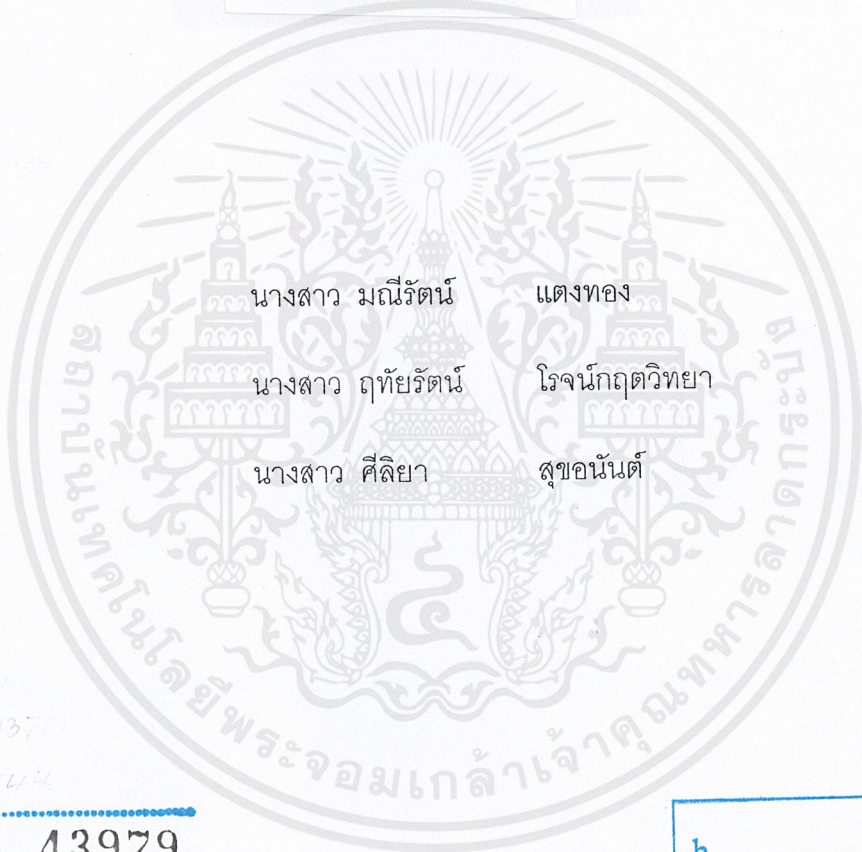 นางสาว มณีรัตน์ แตงทอง
นางสาว ฤทัยรัตน์ โรจน์กฤตวิทยา
นางสาว ศีลิยา สุขอนันต์
สถาบันเทคโนโลยีพระจอมเกล้าเจ้าคุณทหารลาดกระบัง
43979
b